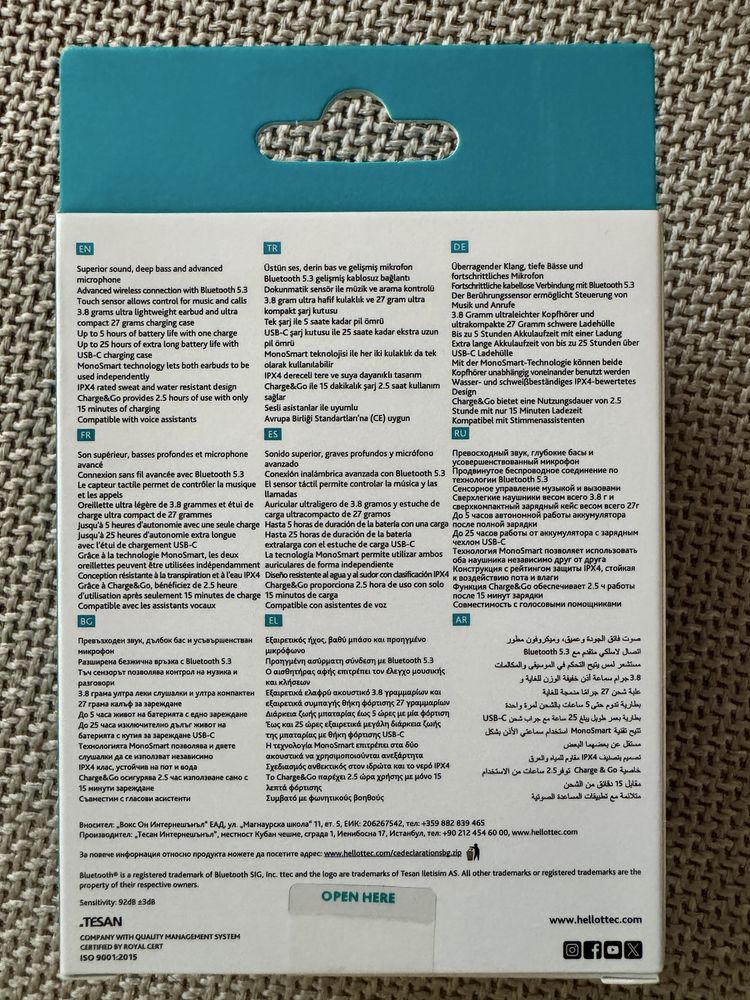 EN
Superior sound, deep bass and advanced
microphone
Advanced wireless connection with Bluetooth 5.3
Touch sensor allows control for music and calls
3.8 grams ultra lightweight earbud and ultra
compact 27 grams charging case
Up to 5 hours of battery life with one charge
Up to 25 hours of extra long battery life with
USB-C charging case
MonoSmart technology lets both earbuds to be
used independently
IPX4 rated sweat and water resistant design
Charge&Go provides 2.5 hours of use with only
15 minutes of charging
Compatible with voice assistants
TR
Üstün ses, derin bas ve gelişmiş mikrofon
Bluetooth 5.3 gelişmiş kablosuz bağlantı
Dokunmatik sensör ile müzik ve arama kontrolü
3.8 gram ultra hafif kulaklık ve 27 gram ultra
kompakt şarj kutusu
Tek şarj ile 5 saate kadar pil ömrü
USB-C şarj kutusu ile 25 saate kadar ekstra uzun
pil ömrü
MonoSmart teknolojisi ile her iki kulaklık da tek
olarak kullanılabilir
IPX4 dereceli tere ve suya dayanıklı tasarım
Charge&Go ile 15 dakikalık şarj 2.5 saat kullanım
sağlar
Sesli asistanlar ile uyumlu
Avrupa Birliği Standartları'na (CE) uygun
DE
Überragender Klang, tiefe Bässe und
fortschrittliches Mikrofon
Fortschrittliche kabellose Verbindung mit Bluetooth 5.3
Der Berührungssensor ermöglicht Steuerung von
Musik und Anrufe
3.8 Gramm ultraleichter Kopfhörer und
ultrakompakte 27 Gramm schwere Ladehülle
Bis zu 5 Stunden Akkulaufzeit mit einer Ladung
Extra lange Akkulaufzeit von bis zu 25 Stunden über
USB-C Ladehülle
Mit der MonoSmart-Technologie können beide
Kopfhörer unabhängig voneinander benutzt werden
Wasser- und schweißbeständiges IPX4-bewertetes
Design
Charge&Go bietet eine Nutzungsdauer von 2.5
Stunde mit nur 15 Minuten Ladezeit
Kompatibel mit Stimmenassistenten
FR
Son supérieur, basses profondes et microphone
avancé
Connexion sans fil avancée avec Bluetooth 5.3
Le capteur tactile permet de contrôler la musique
et les appels
Oreillette ultra légère de 3.8 grammes et étui de
charge ultra compact de 27 grammes
Jusqu'à 5 heures d'autonomie avec une seule charge
Jusqu'à 25 heures d'autonomie extra longue
avec l'étui de chargement USB-C
Grâce à la technologie MonoSmart, les deux
oreillettes peuvent être utilisées indépendamment
Conception résistante à la transpiration et à l'eau IPX4
Grâce à Charge&Go, bénéficiez de 2.5 heure
d'utilisation après seulement 15 minutes de charge
Compatible avec les assistants vocaux
ES
Sonido superior, graves profundos y micrófono
avanzado
Conexión inalámbrica avanzada con Bluetooth 5.3
El sensor táctil permite controlar la música y las
llamadas
Auricular ultraligero de 3.8 gramos y estuche de
carga ultracompacto de 27 gramos
Hasta 5 horas de duración de la batería con una carga
Hasta 25 horas de duración de la batería
extralarga con el estuche de carga USB-C
La tecnología MonoSmart permite utilizar ambos
auriculares de forma independiente
Diseño resistente al agua y al sudor con clasificación IPX4
Charge&Go proporciona 2.5 hora de uso con solo
15 minutos de carga
Compatible con asistentes de voz
RU
Превосходный звук, глубокие басы и
усовершенствованный микрофон
Продвинутое беспроводное соединение по
технологии Bluetooth 5.3
Сенсорное управление музыкой и вызовами
Сверхлегкие наушники весом всего 3.8 г и
сверхкомпактный зарядный кейс весом всего 27г
До 5 часов автономной работы аккумулятора
после полной зарядки
До 25 часов работы от аккумулятора с зарядным
чехлом USB-C
Технология MonoSmart позволяет использовать
оба наушника независимо друг от друга
Конструкция с рейтингом защиты IPX4, стойкая
к воздействию пота и влаги
Функция Charge&Go обеспечивает 2.5 ч работы
после 15 минут зарядки
Совместимость с голосовыми помощниками
BG
Превъзходен звук, дълбок бас и усъвършенстван
микрофон
Разширена безжична връзка с Bluetooth 5.3
Тъч сензорът позволява контрол на музика и
разговори
3.8 грама ултра леки слушалки и ултра компактен
27 грама калъф за зареждане
До 5 часа живот на батерията с едно зареждане
До 25 часа изключително дълъг живот на
батерията с кутия за зареждане USB-C
Технологията MonoSmart позволява и двете
слушалки да се използват независимо
IPX4 клас, устойчив на пот и вода
Charge&Go осигурява 2.5 час използване само с
15 минути зареждане
Съвместим с гласови асистенти
EL
Εξαιρετικός ήχος, βαθύ μπάσο και προηγμένο
μικρόφωνο
Προηγμένη ασύρματη σύνδεση με Bluetooth 5.3
Ο αισθητήρας αφής επιτρέπει τον έλεγχο μουσικής
και κλήσεων
Εξαιρετικά ελαφρύ ακουστικό 3.8 γραμμαρίων και
εξαιρετικά συμπαγής θήκη φόρτισης 27 γραμμαρίων
Διάρκεια ζωής μπαταρίας έως 5 ώρες με μία φόρτιση
Έως και 25 ώρες εξαιρετικά μεγάλη διάρκεια ζωής
της μπαταρίας με θήκη φόρτισης USB-C
Η τεχνολογία MonoSmart επιτρέπει στα δύο
ακουστικά να χρησιμοποιούνται ανεξάρτητα
Σχεδιασμός ανθεκτικός στον ιδρώτα και το νερό IPX4
Το Charge&Go παρέχει 2.5 ώρα χρήσης με μόνο 15
λεπτά φόρτισης
Συμβατό με φωνητικούς βοηθούς
AR
صوت فائق الجودة وعميق، وميكروفون مطور
اتصال لاسلكي متقدم مع Bluetooth 5.3
مستشعر لمس يتيح التحكم في الموسيقى والمكالمات
3.8 جرام سماعة أذن خفيفة الوزن للغاية و
علبة شحن 27 جرامًا مدمجة للغاية
بطارية تدوم حتى 5 ساعات بالشحن لمرة واحدة
بطارية بعمر طويل يبلغ 25 ساعة مع جراب شحن USB-C
تتيح تقنية MonoSmart استخدام سماعتي الأذن بشكل
مستقل عن بعضهما البعض
تصميم بتصنيف IPX4 مقاوم للمياه والعرق
خاصية Charge & Go توفر 2.5 ساعات من الاستخدام
مقابل 15 دقائق من الشحن
متلائمة مع تطبيقات المساعدة الصوتية
Вносител: „Вокс Он Интернешънъл" ЕАД, ул. „Магнаурска школа" 11, ет. 5, ЕИК: 206267542, тел: +359 882 839 465
Производител: „Тесан Интернешънъл", местност Кубан чешме, сграда 1, Иенибосна 17, Истанбул, тел: +90 212 454 60 00, www.hellottec.com
За повече информация относно продукта можете да посетите адрес: www.hellottec.com/cedeclarationsbg.zip
Bluetooth® is a registered trademark of Bluetooth SIG, Inc. ttec and the logo are trademarks of Tesan Iletisim AS. All other trademarks or registered trademarks are the
property of their respective owners.
Sensitivity: 92dB ±3dB
OPEN HERE
.TESAN
COMPANY WITH QUALITY MANAGEMENT SYSTEM
CERTIFIED BY ROYAL CERT
ISO 9001:2015
www.hellottec.com